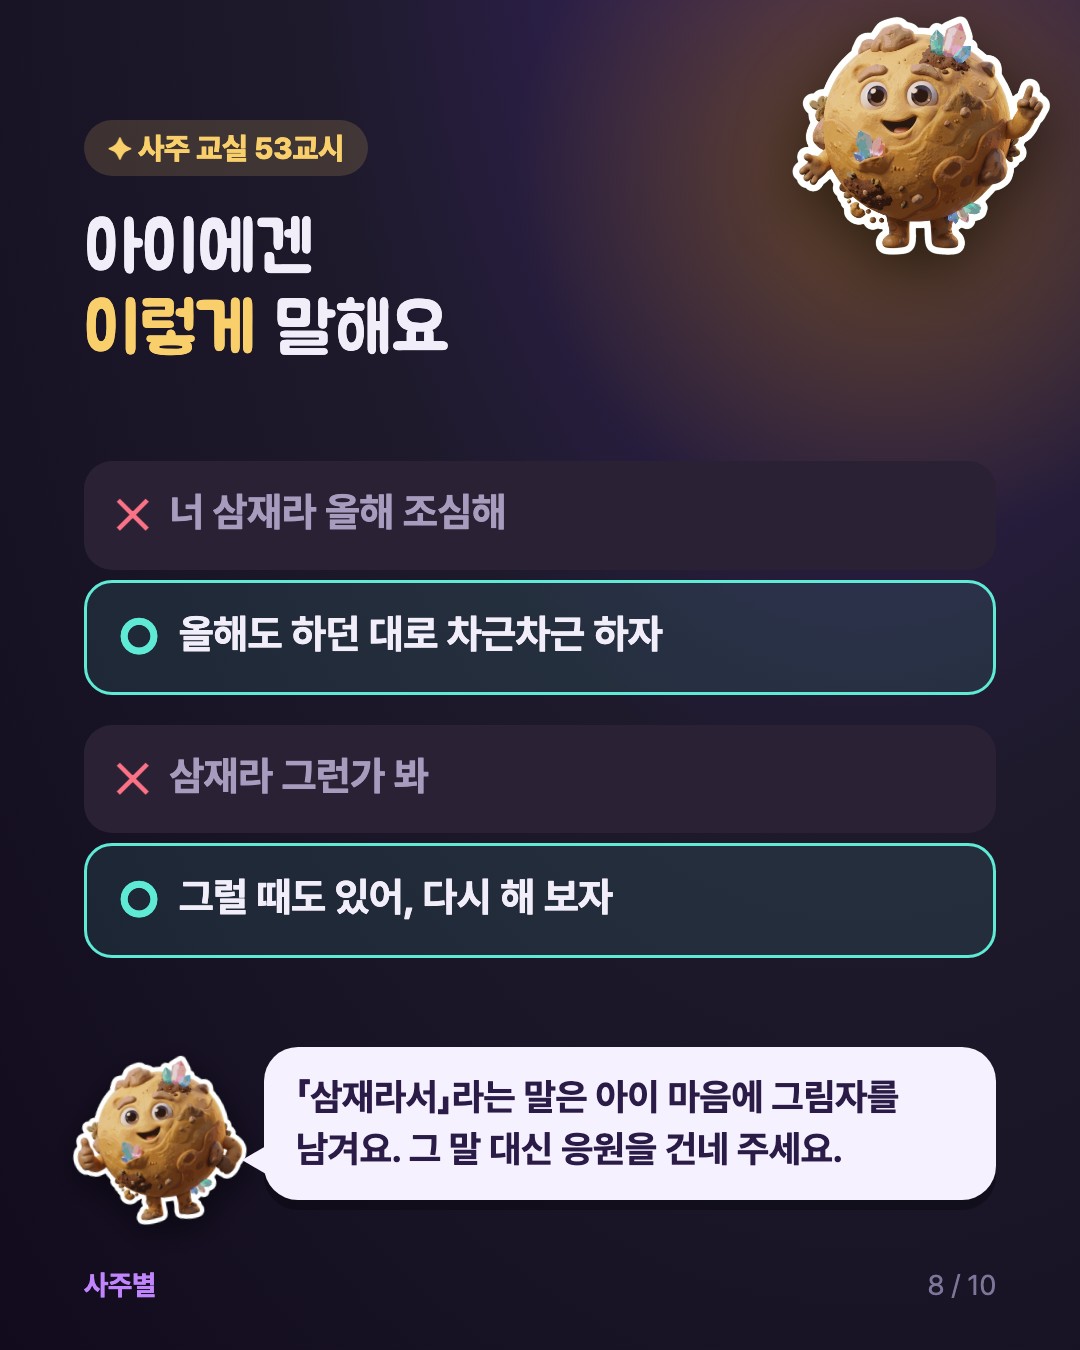 사주 교실 53교시
아이에겐
이렇게 말해요
너 삼재라 올해 조심해
올해도 하던 대로 차근차근 하자
삼재라 그런가 봐
그럴 때도 있어, 다시 해 보자
「삼재라서」라는 말은 아이 마음에 그림자를
남겨요. 그 말 대신 응원을 건네 주세요.
사주별
8 / 10